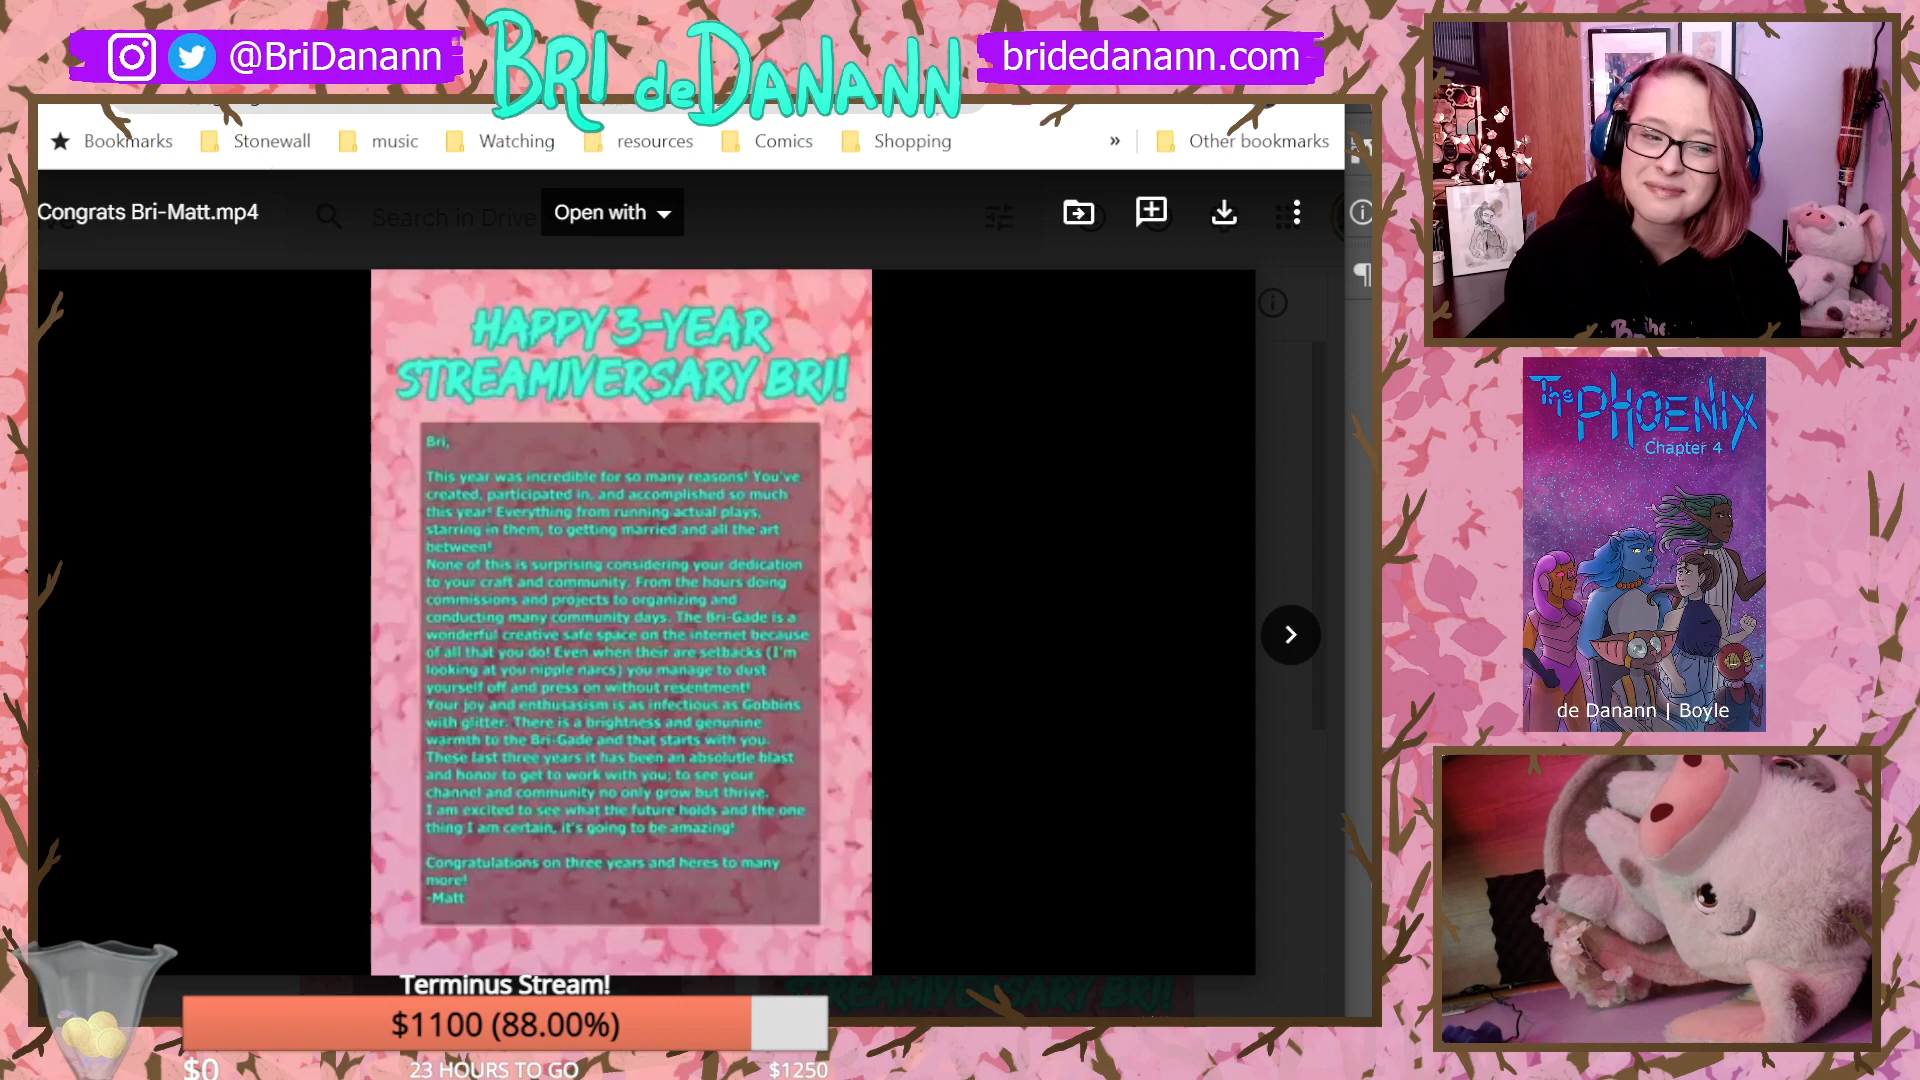 @BriDanann
BRI deDANANN
bridedanann.com
Bookmarks
Stonewall
music
Watching
resources
Comics
Shopping
»
Other bookmarks
Congrats Bri-Matt.mp4
Search in Drive
Open with
HAPPY 3-YEAR
STREAMIVERSARY BRI!
Bri,
This year was incredible for so many reasons! You've
created, participated in, and accomplished so much
this year! Everything from running actual plays,
starring in them, to getting married and all the art
between!
None of this is surprising considering your dedication
to your craft and community. From the hours doing
commissions and projects to organizing and
conducting many community days. The Bri-Gade is a
wonderful creative safe space on the internet because
of all that you do! Even when their are setbacks (I'm
looking at you nipple narcs) you manage to dust
yourself off and press on without resentment!
Your joy and enthusasism is as infectious as Gobbins
with glitter. There is a brightness and genunine
warmth to the Bri-Gade and that starts with you.
These last three years it has been an absolutle blast
and honor to get to work with you; to see your
channel and community no only grow but thrive.
I am excited to see what the future holds and the one
thing I am certain, it's going to be amazing!
Congratulations on three years and heres to many
more!
-Matt
STREAMIVERSARY BRI!
The PHOENIX
Chapter 4
de Danann | Boyle
Terminus Stream!
$1100 (88.00%)
$0
23 HOURS TO GO
$1250